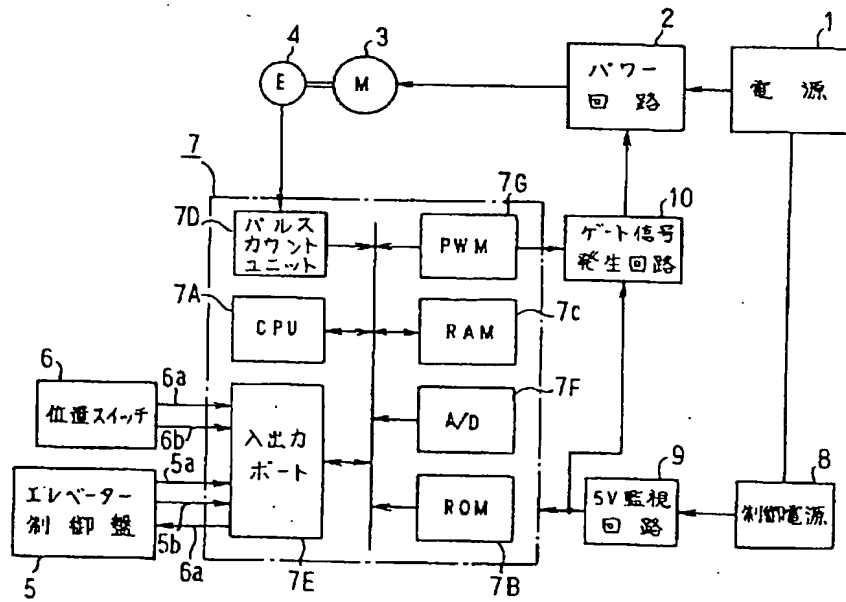 4
3
2
1
E
M
パワー
回路
電源
7
7D
パルス
カウント
ユニット
7G
PWM
10
ゲート信号
発生回路
7A
CPU
7c
RAM
6
位置スイッチ
6a
6b
入出力
ポート
7F
A/D
5a
エレベーター
制御盤
5b
6a
ROM
9
5V監視
回路
8
制御電源
5
7E
7B